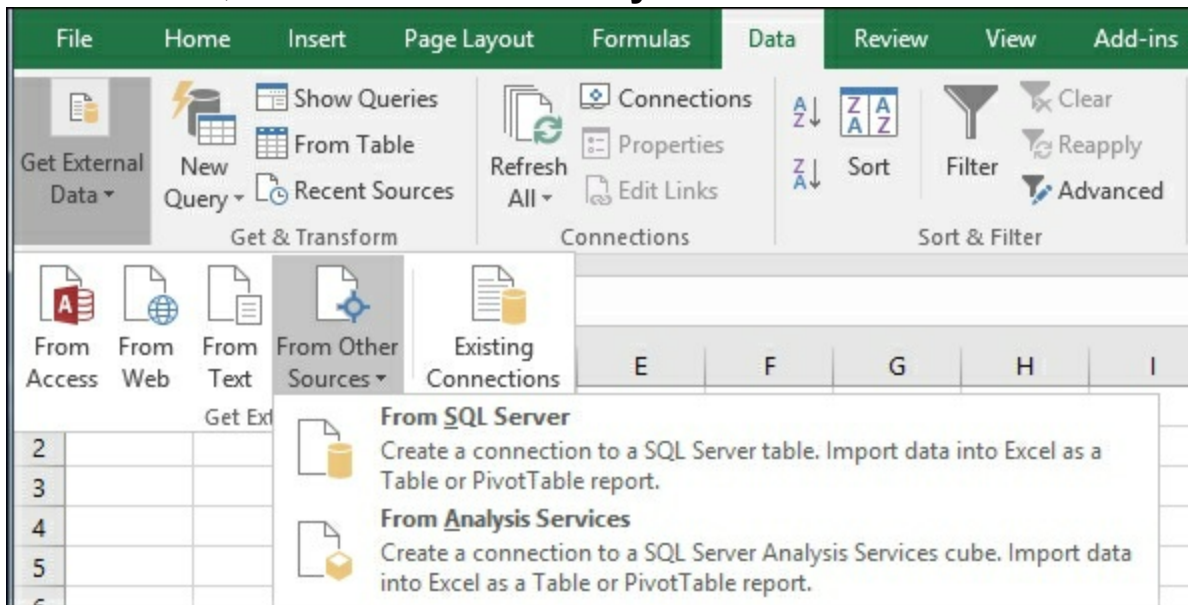 File Home Insert Page Layout Formulas Data Review View Add-ins
Get External Data
New Query
Show Queries
From Table
Recent Sources
Get & Transform
Refresh All
Connections
Properties
Edit Links
Connections
A Z
Z A
Z A
A Z
Sort
Filter
Clear
Reapply
Advanced
Sort & Filter
A
From Access
From Web
From Text
From Other Sources
Existing Connections
Get Ext
E F G H I
2
3
4
5
From SQL Server
Create a connection to a SQL Server table. Import data into Excel as a
Table or PivotTable report.
From Analysis Services
Create a connection to a SQL Server Analysis Services cube. Import data
into Excel as a Table or PivotTable report.